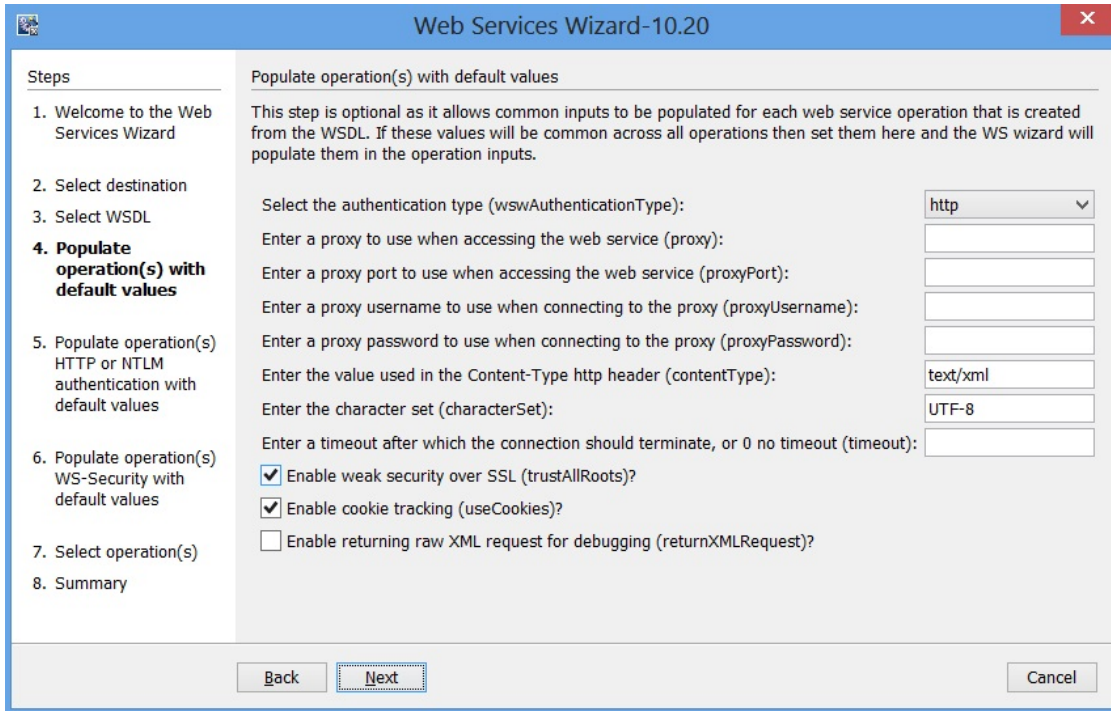 Web Services Wizard-10.20
Steps
1. Welcome to the Web
Services Wizard
2. Select destination
3. Select WSDL
4. Populate
operation(s) with
default values
5. Populate operation(s)
HTTP or NTLM
authentication with
default values
6. Populate operation(s)
WS-Security with
default values
7. Select operation(s)
8. Summary
Populate operation(s) with default values
This step is optional as it allows common inputs to be populated for each web service operation that is created
from the WSDL. If these values will be common across all operations then set them here and the WS wizard will
populate them in the operation inputs.
Select the authentication type (wswAuthenticationType): http
Enter a proxy to use when accessing the web service (proxy):
Enter a proxy port to use when accessing the web service (proxyPort):
Enter a proxy username to use when connecting to the proxy (proxyUsername):
Enter a proxy password to use when connecting to the proxy (proxyPassword):
Enter the value used in the Content-Type http header (contentType): text/xml
Enter the character set (characterSet): UTF-8
Enter a timeout after which the connection should terminate, or 0 no timeout (timeout):
Enable weak security over SSL (trustAllRoots)?
Enable cookie tracking (useCookies)?
Enable returning raw XML request for debugging (returnXMLRequest)?
Back Next Cancel